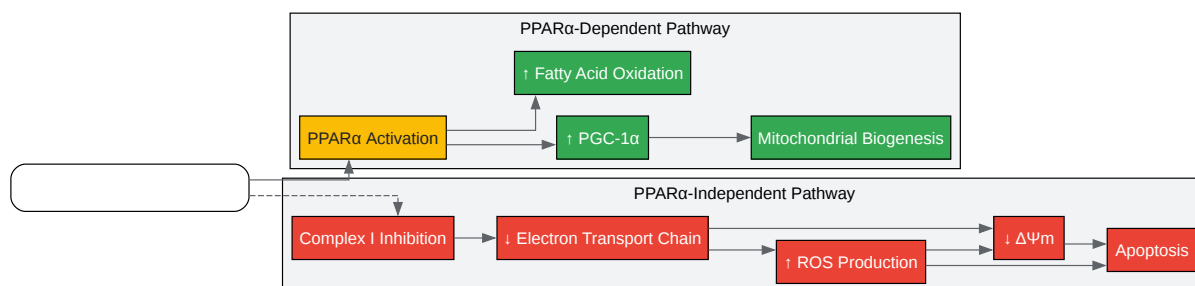 PPARα-Dependent Pathway
↑ Fatty Acid Oxidation
PPARα Activation
↑ PGC-1α
Mitochondrial Biogenesis
PPARα-Independent Pathway
Complex I Inhibition
↓ Electron Transport Chain
↑ ROS Production
↓ ΔΨm
Apoptosis